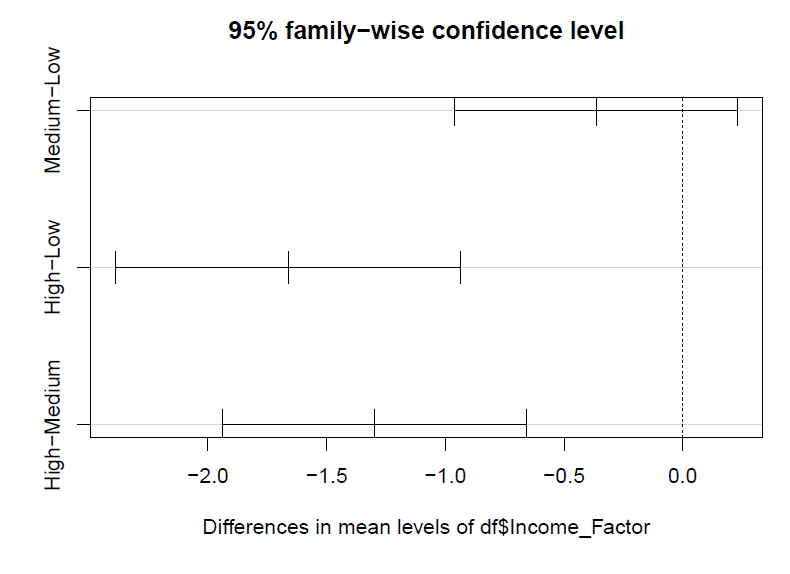 95% family−wise confidence level
Medium−Low
High−Low
High−Medium
−2.0 −1.5 −1.0 −0.5 0.0
Differences in mean levels of df$Income_Factor